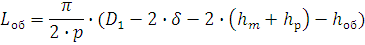 L_об = π / (2 · p) · (D_1 − 2 · δ − 2 · (h_m + h_p) − h_об)